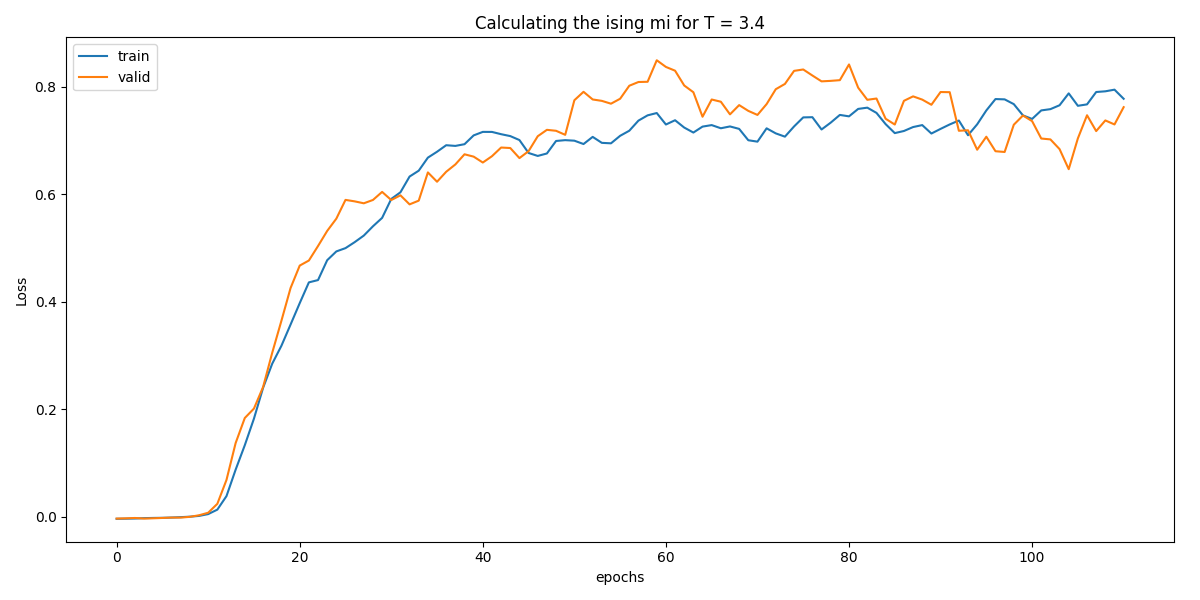 Calculating the ising mi for T = 3.4
train
valid
Loss
0.8
0.6
0.4
0.2
0.0
0 20 40 60 80 100
epochs